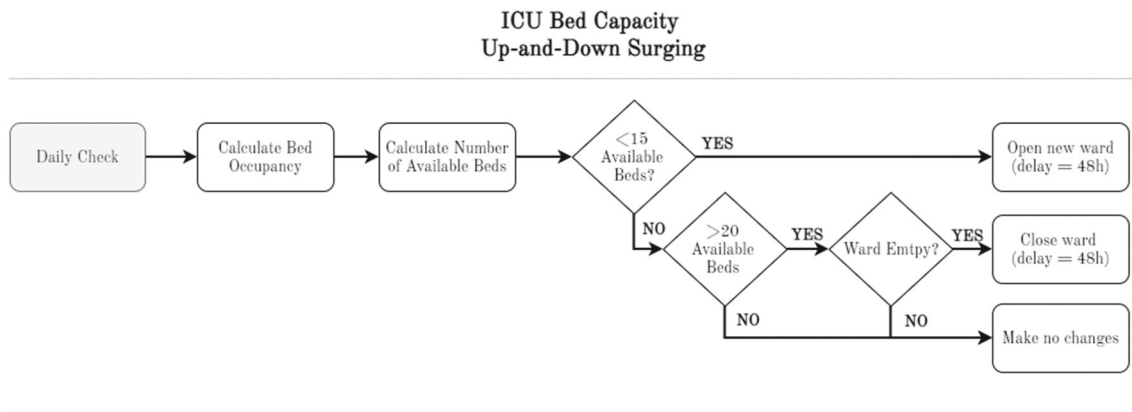 ICU Bed Capacity
Up-and-Down Surging
Daily Check
Calculate Bed
Occupancy
Calculate Number
of Available Beds
<15
Available
Beds?
YES
Open new ward
(delay = 48h)
NO
>20
Available
Beds
YES
Ward Emtpy?
YES
Close ward
(delay = 48h)
NO
NO
Make no changes